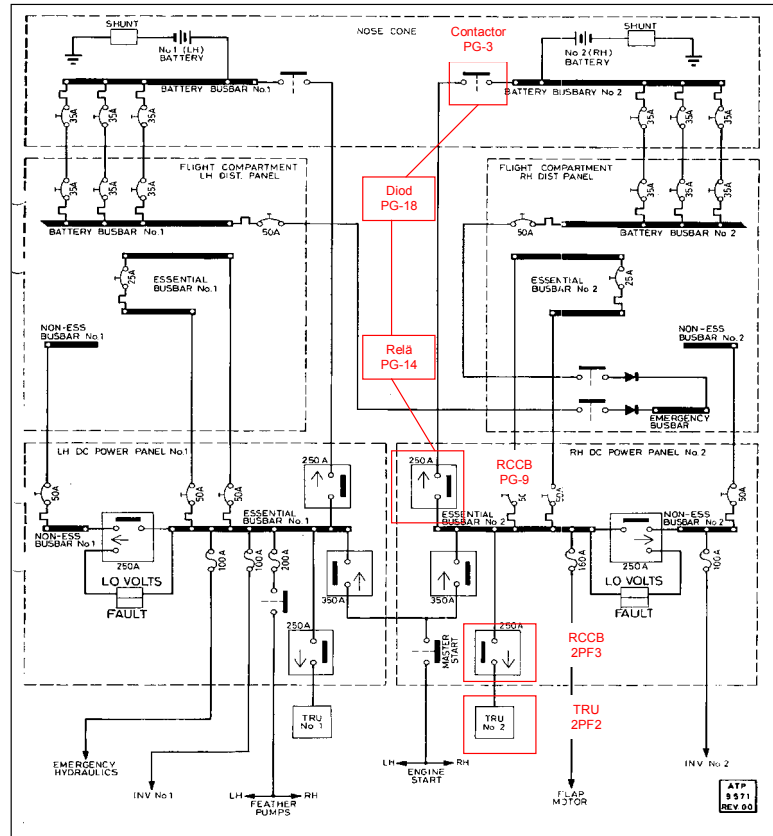 SHUNT
No.1 (LH)
BATTERY
NOSE CONE
Contactor
PG-3
No.2 (RH)
BATTERY
SHUNT
BATTERY BUSBAR No.1
BATTERY BUSBARY No 2
35A
35A
35A
35A
35A
35A
FLIGHT COMPARTMENT
LH DIST. PANEL
FLIGHT COMPARTMENT
RH DIST. PANEL
35A
35A
35A
Diod
PG-18
35A
35A
35A
BATTERY BUSBAR No.1
50A
50A
BATTERY BUSBAR No 2
25A
ESSENTIAL
BUSBAR No.1
ESSENTIAL
BUSBAR No 2
25A
NON-ESS
BUSBAR No.1
Relä
PG-14
NON-ESS
BUSBAR No.2
EMERGENCY
BUSBAR
LH DC POWER PANEL No.1
RH DC POWER PANEL No.2
250A
250A
RCCB
PG-9
50A
50A
50A
50A
50A
ESSENTIAL
BUSBAR No.1
ESSENTIAL
BUSBAR No 2
NON-ESS
BUSBAR No.1
NON-ESS
BUSBAR No.2
250A
100A
100A
200A
350A
350A
160A
250A
100A
LO VOLTS
FAULT
LO VOLTS
FAULT
250A
MASTER
START
250A
RCCB
2PF3
TRU
No 1
TRU
No 2
TRU
2PF2
EMERGENCY
HYDRAULICS
INV No.1
LH
RH
FEATHER
PUMPS
LH
RH
ENGINE
START
FLAP
MOTOR
INV No 2
ATP
9571
REV.00